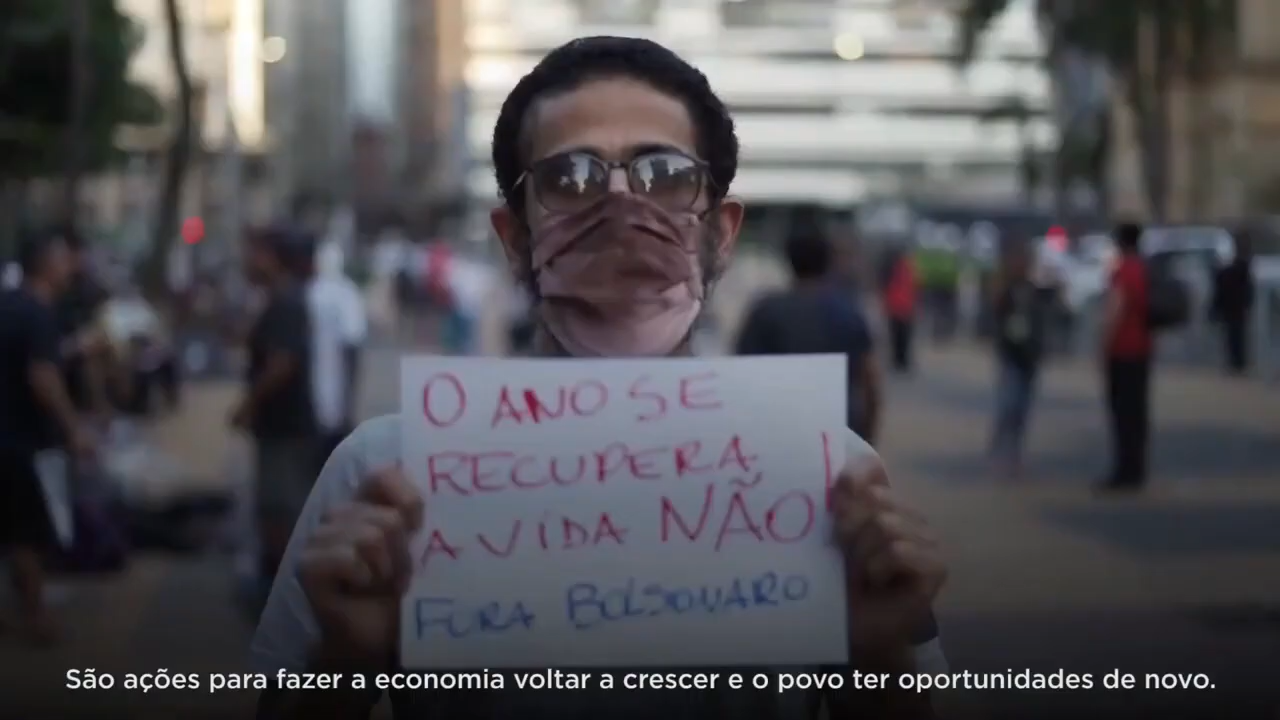 O ANO SE
RECUPERA
A VIDA NÃO!
FORA BOLSONARO
São ações para fazer a economia voltar a crescer e o povo ter oportunidades de novo.